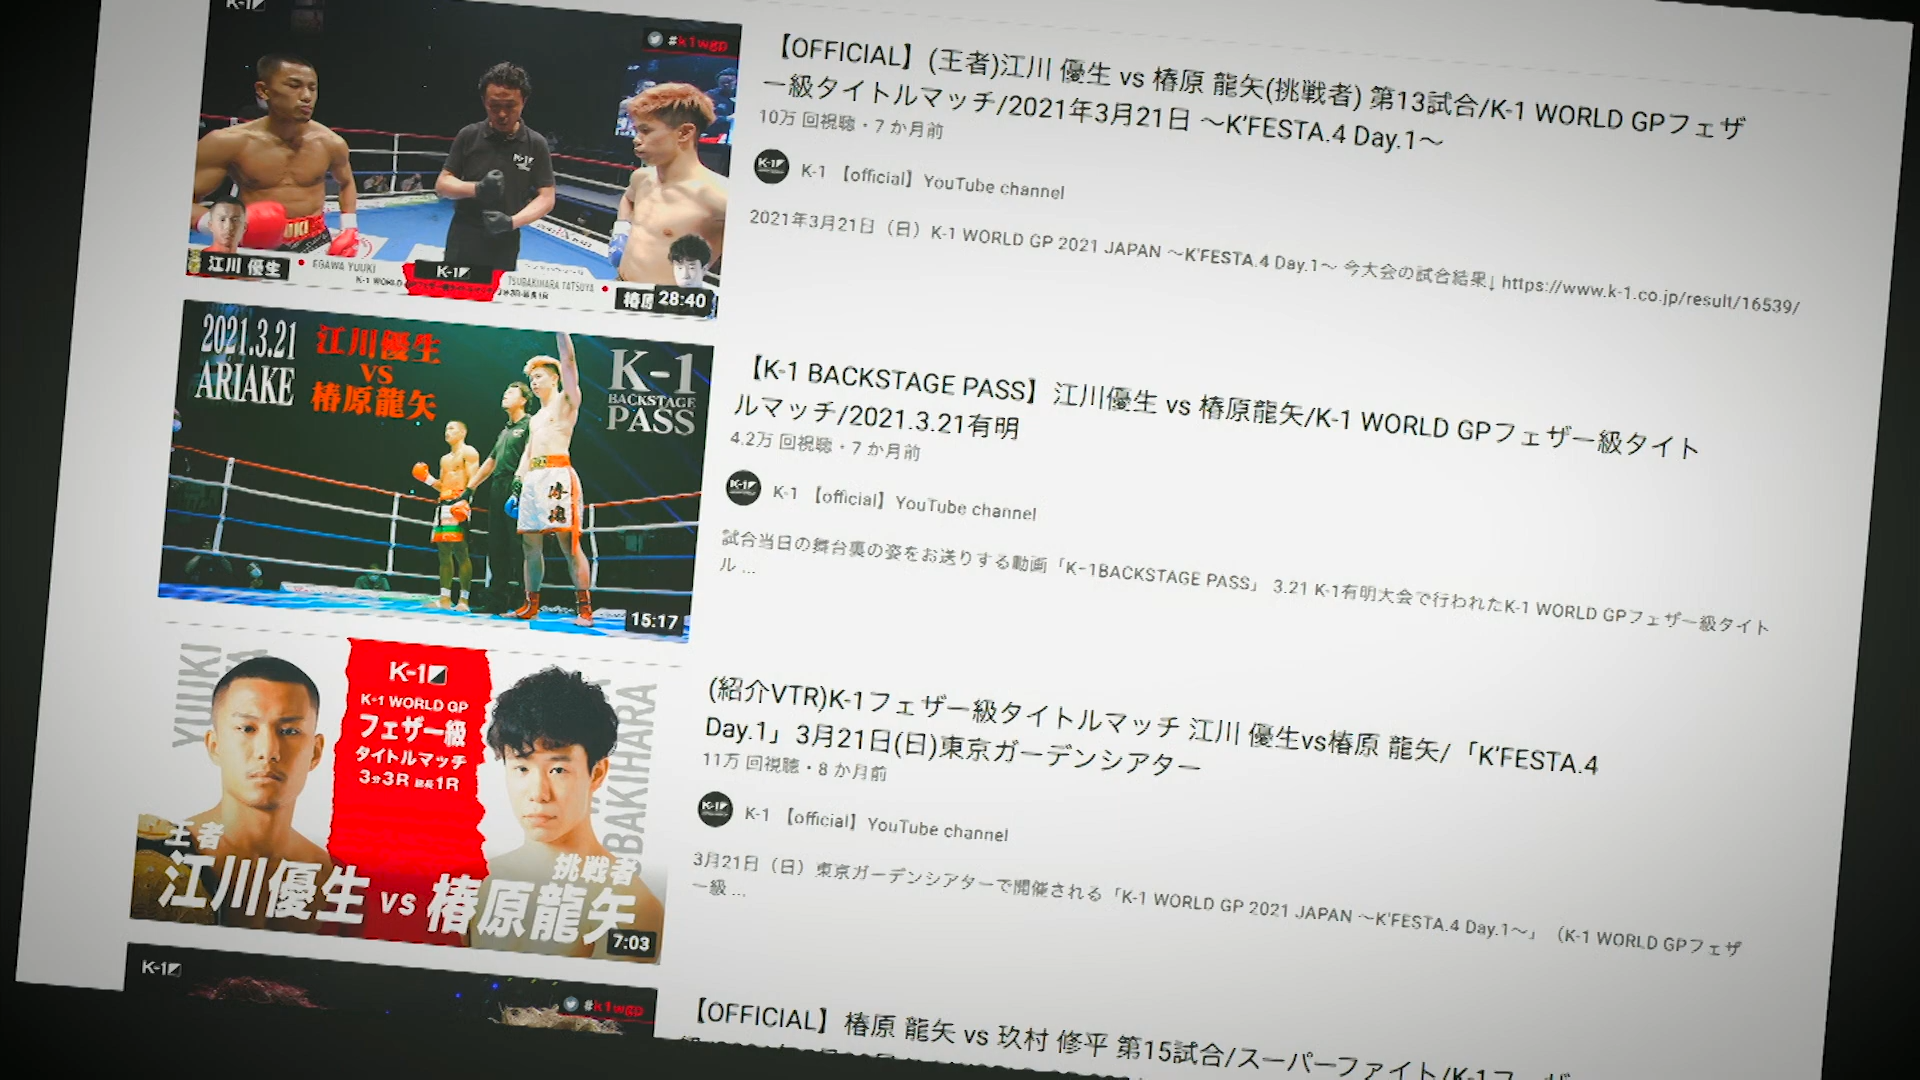 K-1
#k1wgp
江川 優生
EGAWA YUUKI
K-1
TSUBAKIHARA TATSUYA
椿原
28:40
【OFFICIAL】(王者)江川 優生 vs 椿原 龍矢(挑戦者) 第13試合/K-1 WORLD GPフェザ
ー級タイトルマッチ/2021年3月21日 ～K'FESTA.4 Day.1～
10万 回視聴・7 か月前
K-1 【official】YouTube channel
2021年3月21日（日）K-1 WORLD GP 2021 JAPAN ～K'FESTA.4 Day.1～ 今大会の試合結果↓ https://www.k-1.co.jp/result/16539/
2021.3.21
ARIAKE
江川優生
VS
椿原龍矢
K-1
BACKSTAGE
PASS
15:17
【K-1 BACKSTAGE PASS】江川優生 vs 椿原龍矢/K-1 WORLD GPフェザー級タイト
ルマッチ/2021.3.21有明
4.2万 回視聴・7 か月前
K-1 【official】YouTube channel
試合当日の舞台裏の姿をお送りする動画「K-1BACKSTAGE PASS」 3.21 K-1有明大会で行われたK-1 WORLD GPフェザー級タイト
ル ...
YUUKI
K-1
K-1 WORLD GP
フェザー級
タイトルマッチ
3分3R 延長1R
王者
江川優生 vs 椿原龍矢
挑戦者
7:03
(紹介VTR)K-1フェザー級タイトルマッチ 江川 優生vs椿原 龍矢/「K'FESTA.4
Day.1」3月21日(日)東京ガーデンシアター
11万 回視聴・8 か月前
K-1 【official】YouTube channel
3月21日（日）東京ガーデンシアターで開催される「K-1 WORLD GP 2021 JAPAN ～K'FESTA.4 Day.1～」（K-1 WORLD GPフェザ
ー級 ...
K-1
#k1wgp
【OFFICIAL】椿原 龍矢 vs 玖村 修平 第15試合/スーパーファイト/K-1フェザ